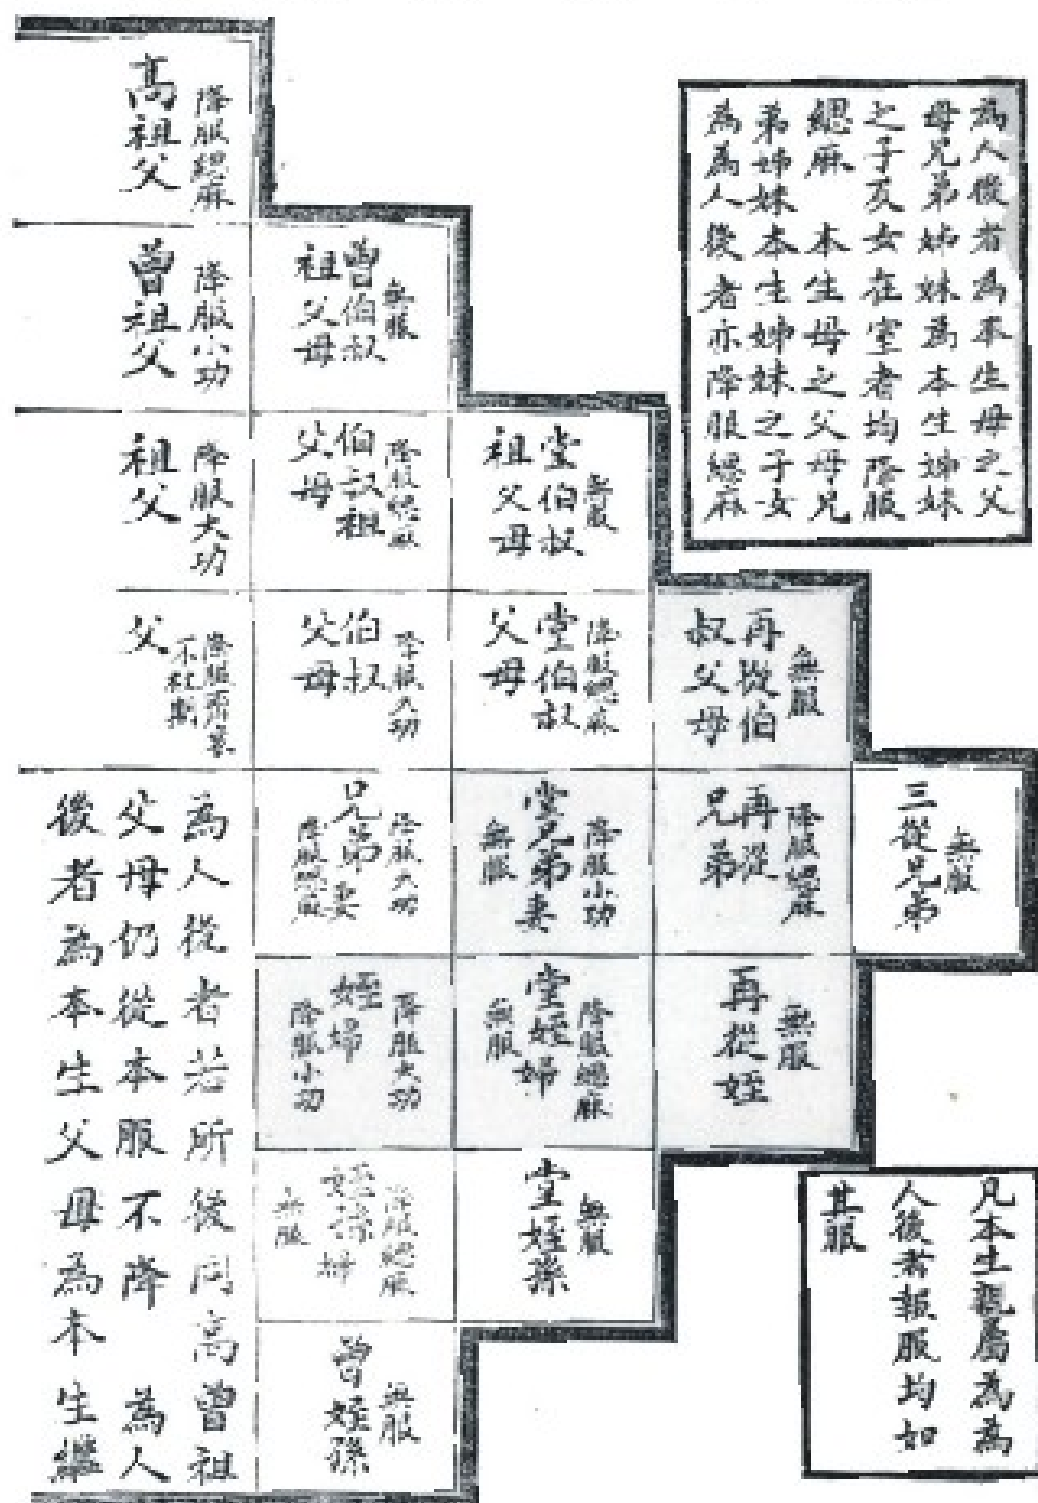 為人後者為本生母之父
母兄弟姊妹為本生姊妹
之子及女在室者均降服
緦麻　本生母之父母兄
弟姊妹本生姊妹之子女
為為人後者亦降服緦麻
降服緦麻
高祖父
無服
曾伯叔
祖父母
降服小功
曾祖父
無服
堂伯叔
祖父母
降服緦麻
伯叔祖
父母
降服大功
祖父
無服
再從伯
叔父母
降服緦麻
堂伯叔
父母
降服大功
伯叔
父母
降服齊衰
不杖期
父
無服
三從兄弟
降服緦麻
再從
兄弟
降服小功
堂兄弟妻
無服
降服大功
兄弟妻
降服緦麻
無服
再從姪
降服緦麻
堂姪婦
無服
降服大功
姪婦
降服小功
無服
堂姪孫
降服緦服
姪孫婦
無服
無服
曾姪孫
為人後者若所後同高曾祖
父母仍從本服不降　為人
後者為本生父母為本生繼
凡本生親屬為為
人後者報服均如
其服